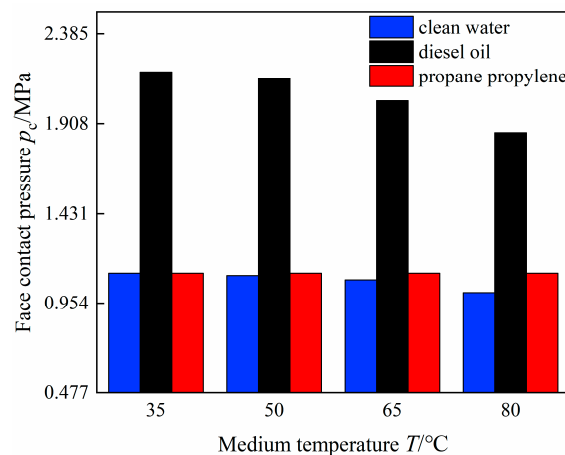 2.385
1.908
1.431
0.954
0.477
Face contact pressure pc/MPa
clean water
diesel oil
propane propylene
35 50 65 80
Medium temperature T/°C